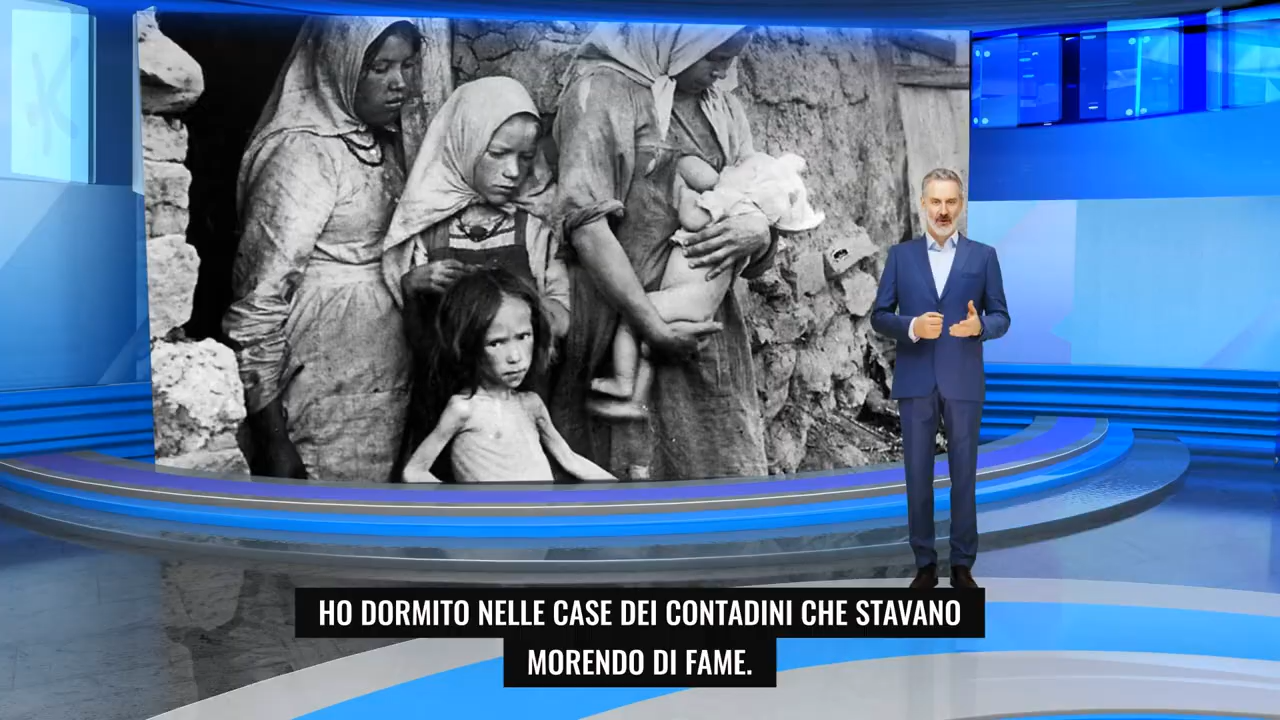 HO DORMITO NELLE CASE DEI CONTADINI CHE STAVANO
MORENDO DI FAME.